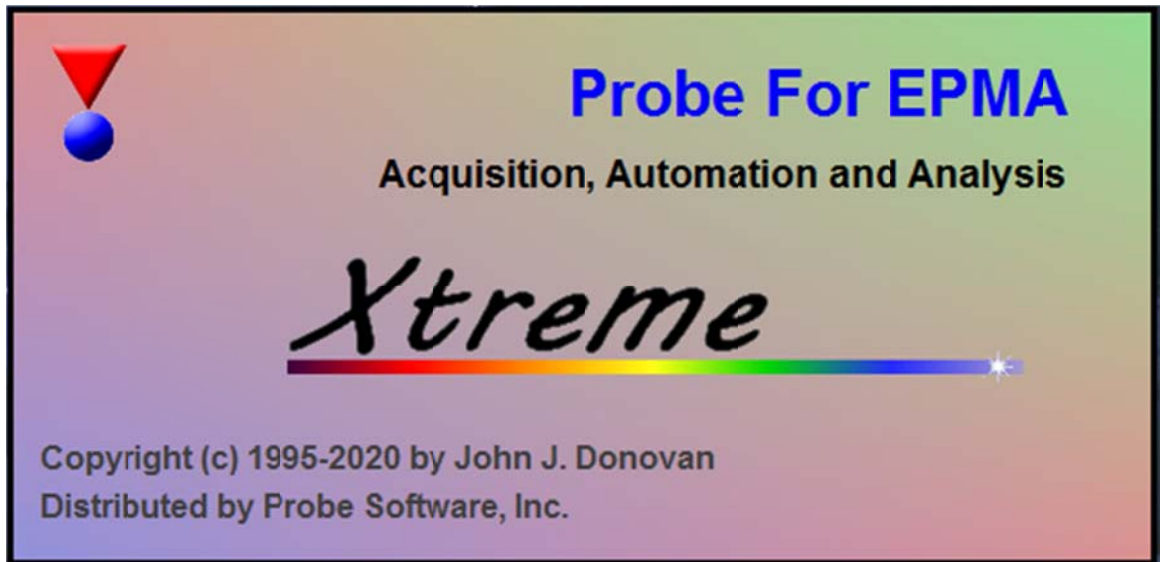 Probe For EPMA
Acquisition, Automation and Analysis
Xtreme
Copyright (c) 1995-2020 by John J. Donovan
Distributed by Probe Software, Inc.